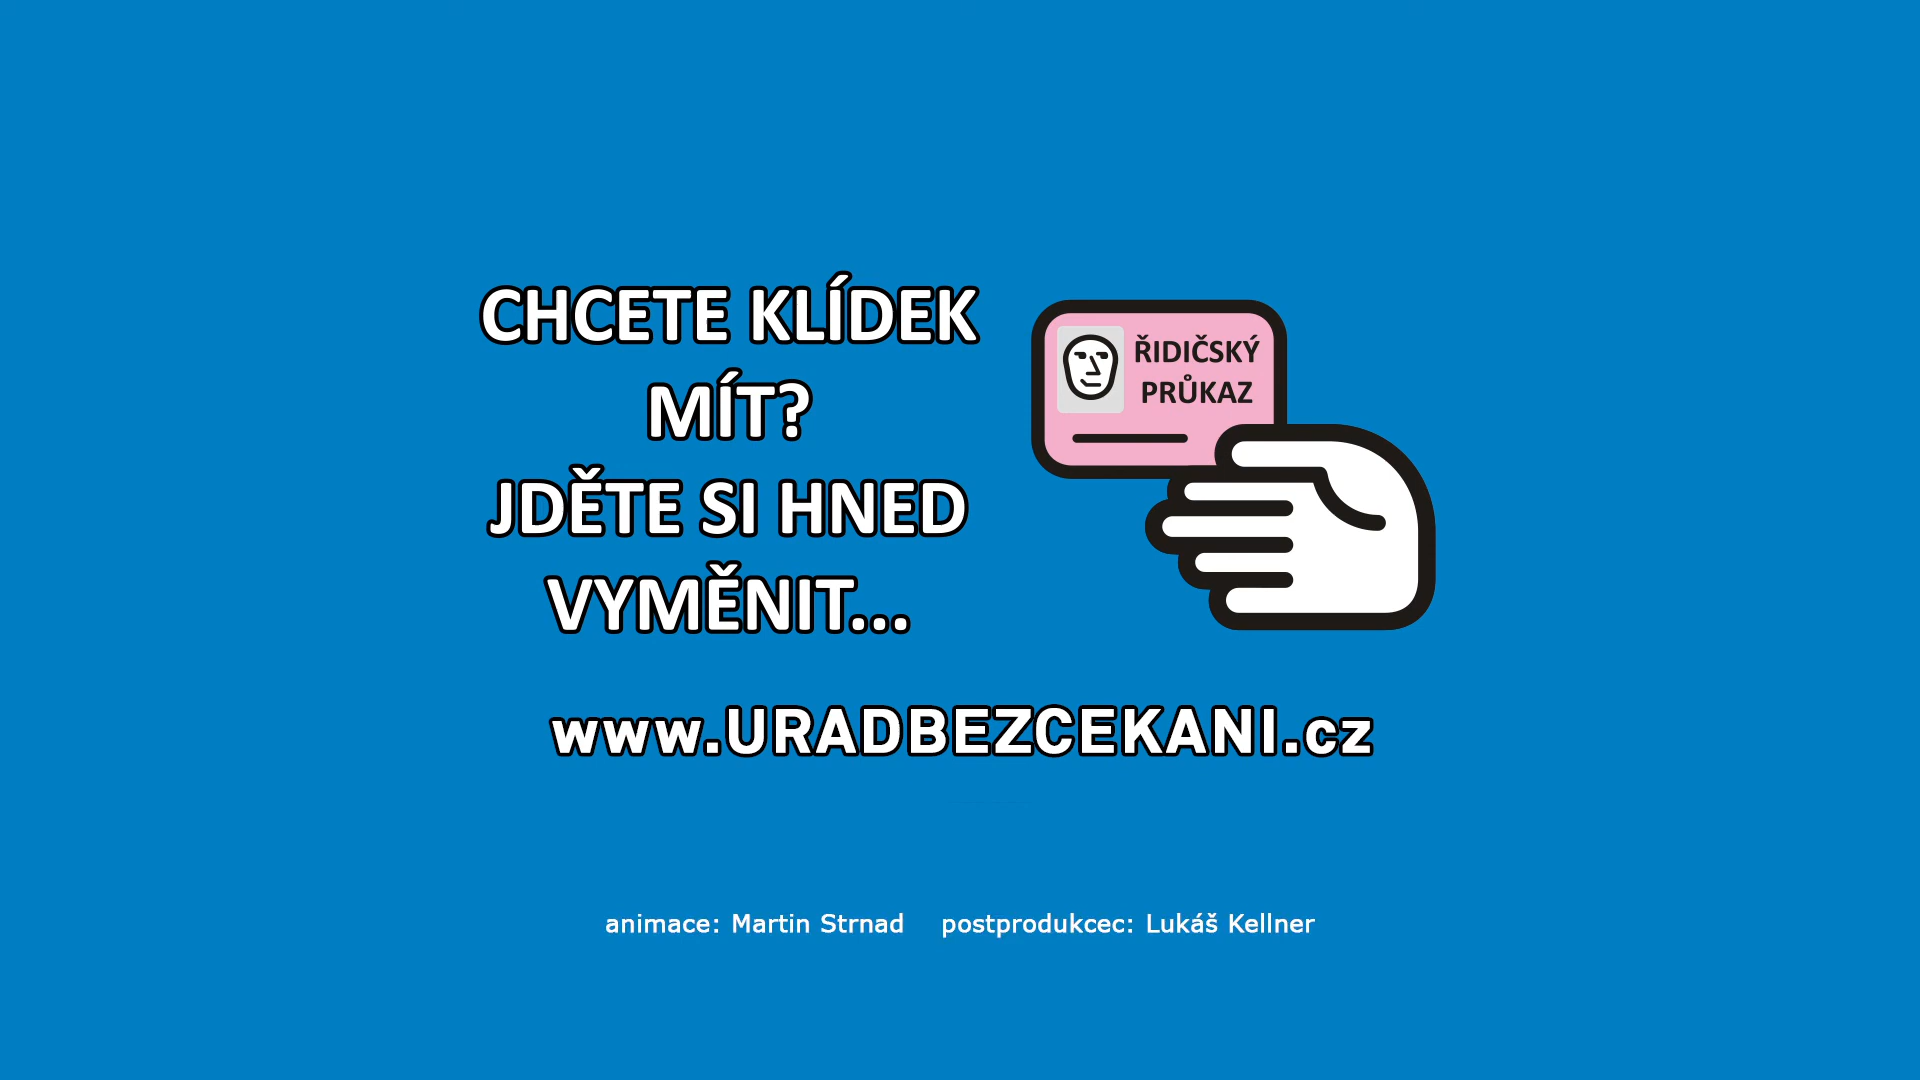 CHCETE KLÍDEK
MÍT?
JDĚTE SI HNED
VYMĚNIT...
ŘIDIČSKÝ
PRŮKAZ
www.URADBEZCEKANI.cz
animace: Martin Strnad postprodukcec: Lukáš Kellner